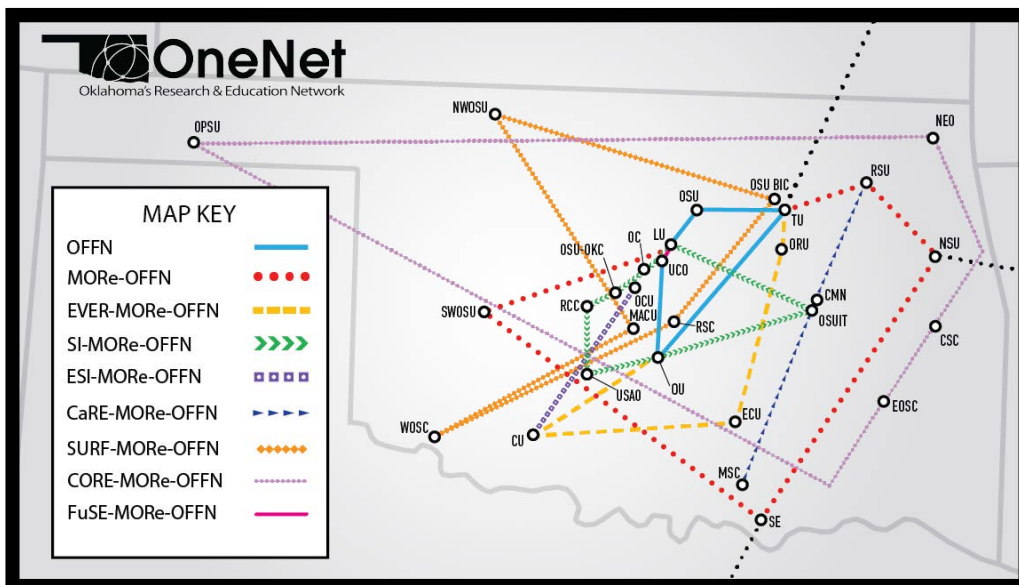 OneNet
Oklahoma's Research & Education Network
NWOSU
OPSU
NEO
RSU
OSU BIC
OSU
TU
MAP KEY
OFFN
MORe-OFFN
EVER-MORe-OFFN
SI-MORe-OFFN
ESI-MORe-OFFN
CaRE-MORe-OFFN
SURF-MORe-OFFN
CORE-MORe-OFFN
FuSE-MORe-OFFN
LU
OC
OSU-OKC
ORU
NSU
UCO
OCU
MACU
RCC
SWOSU
CMN
OSUIT
RSC
CSC
OU
USAO
EOSC
ECU
WOSC
CU
MSC
SE